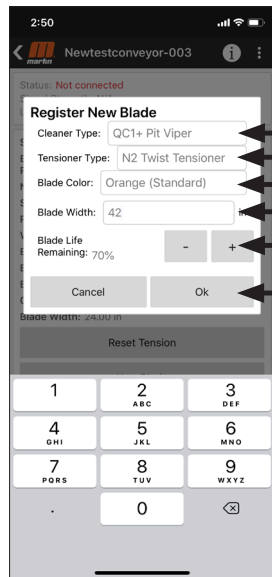 2:50
martin
Newtestconveyor-003
Status: Not connected
Register New Blade
Cleaner Type: QC1+ Pit Viper
Tensioner Type: N2 Twist Tensioner
Blade Color: Orange (Standard)
Blade Width: 42 in
Blade Life
Remaining: 70% - +
Cancel Ok
Blade Width: 24.00 in
Reset Tension
1 2 3
ABC DEF
4 5 6
GHI JKL MNO
7 8 9
PQRS TUV WXYZ
. 0